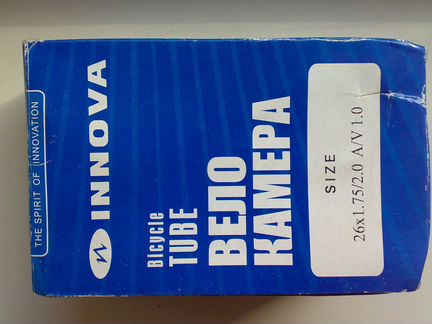 THE SPIRIT OF INNOVATION
INNOVA
Bicycle
TUBE
ВЕЛО
КАМЕРА
SIZE
26x1.75/2.0 A/V 1.0